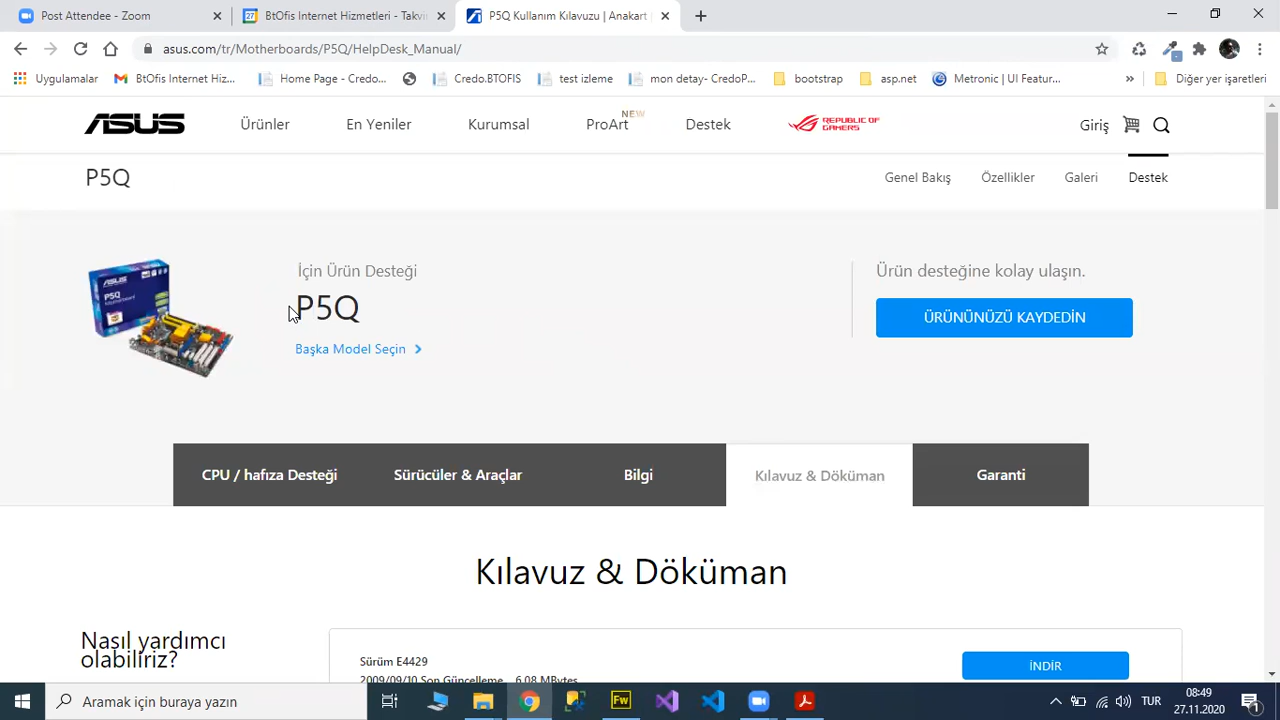 Post Attendee - Zoom
BtOfis Internet Hizmetleri - Takvi
P5Q Kullanım Kılavuzu | Anakart
asus.com/tr/Motherboards/P5Q/HelpDesk_Manual/
Uygulamalar
BtOfis Internet Hiz...
Home Page - Credo...
Credo.BTOFIS
test izleme
mon detay- CredoP...
bootstrap
asp.net
Metronic | UI Featur...
»
Diğer yer işaretleri
ASUS
Ürünler
En Yeniler
Kurumsal
ProArt
NEW
Destek
REPUBLIC OF
GAMERS
Giriş
P5Q
Genel Bakış
Özellikler
Galeri
Destek
İçin Ürün Desteği
P5Q
Başka Model Seçin
Ürün desteğine kolay ulaşın.
ÜRÜNÜNÜZÜ KAYDEDİN
ASUS
P5Q
CPU / hafıza Desteği
Sürücüler & Araçlar
Bilgi
Kılavuz & Döküman
Garanti
Kılavuz & Döküman
Nasıl yardımcı
olabiliriz?
Sürüm E4429
2009/09/10 Son Güncelleme 6.08 MBytes
İNDİR
Aramak için buraya yazın
Fw
TUR
08:49
27.11.2020